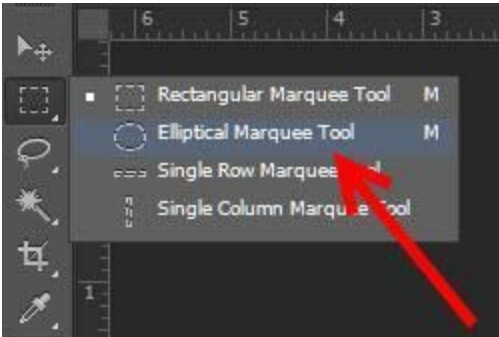 6 5 4 3
Rectangular Marquee Tool M
Elliptical Marquee Tool M
Single Row Marquee
Single Column Marquee Tool
1